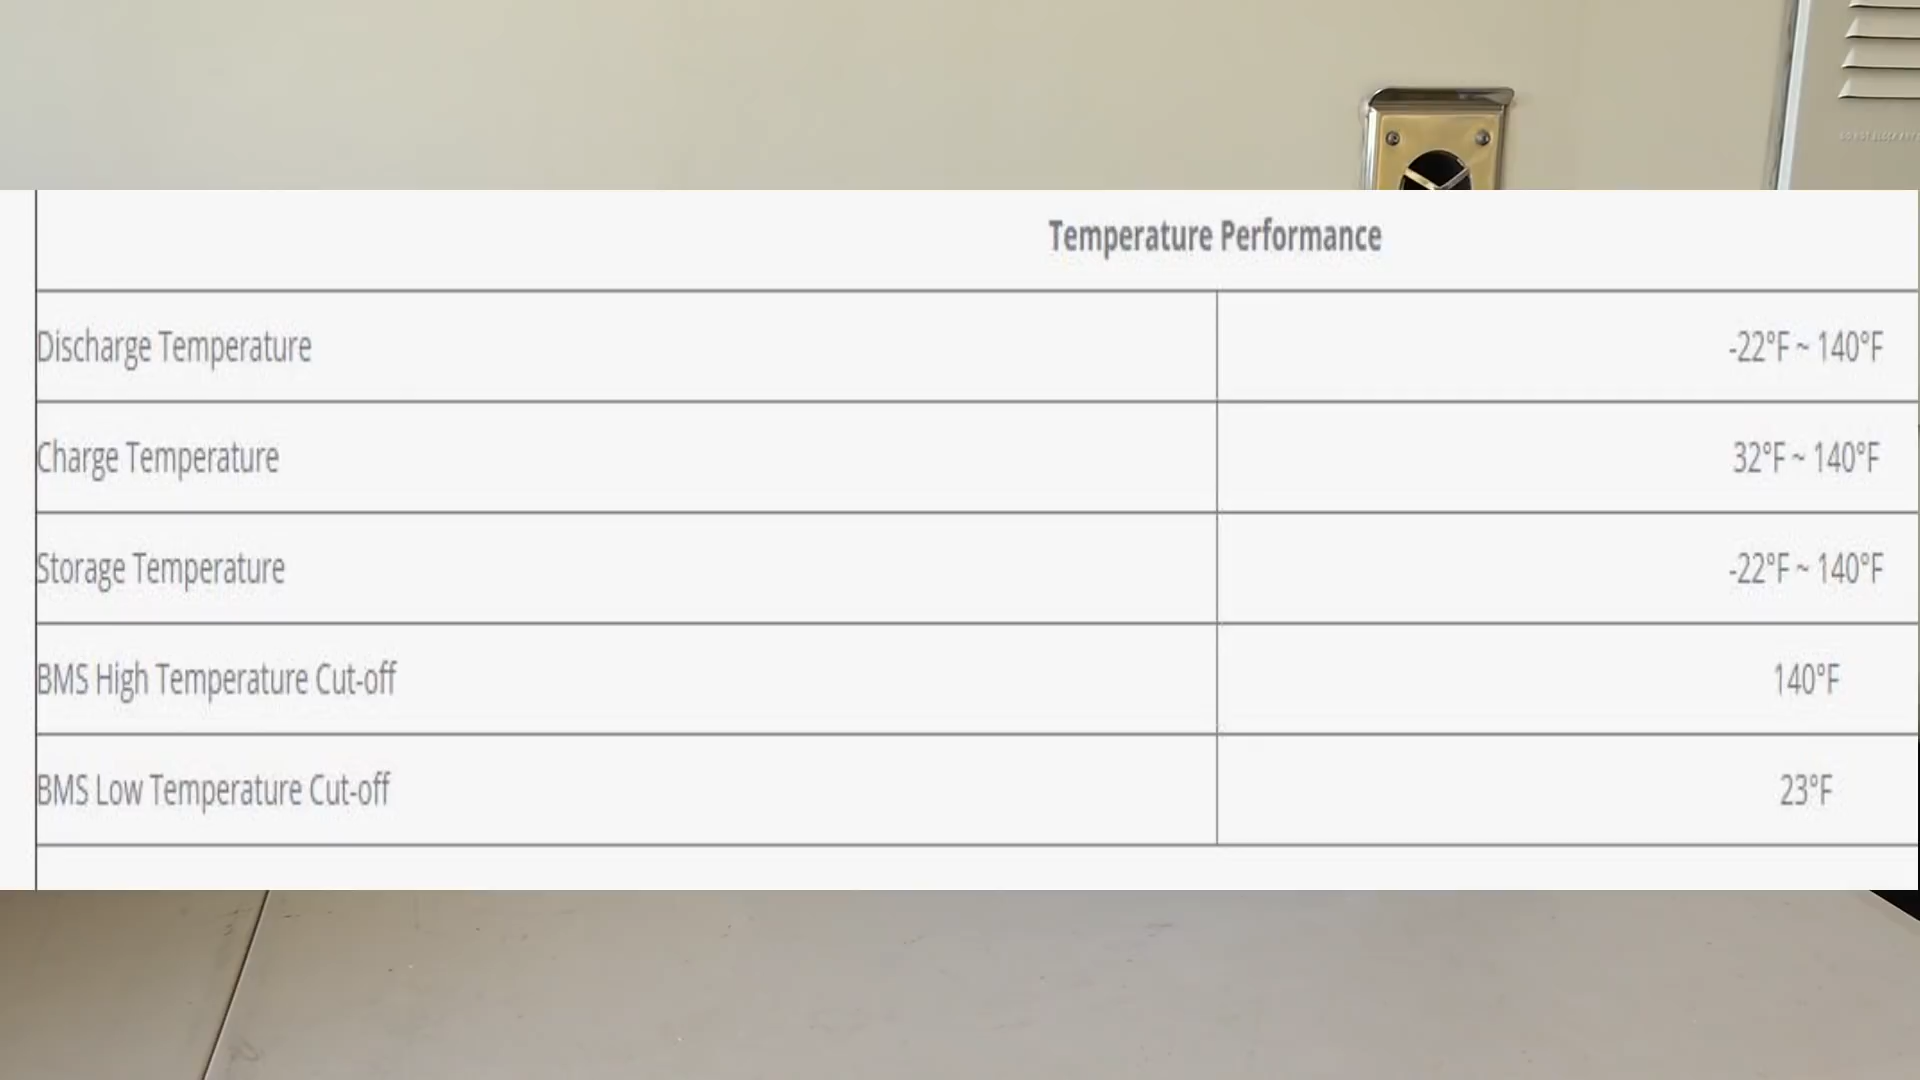 Temperature Performance
Discharge Temperature -22°F ~ 140°F
Charge Temperature 32°F ~ 140°F
Storage Temperature -22°F ~ 140°F
BMS High Temperature Cut-off 140°F
BMS Low Temperature Cut-off 23°F